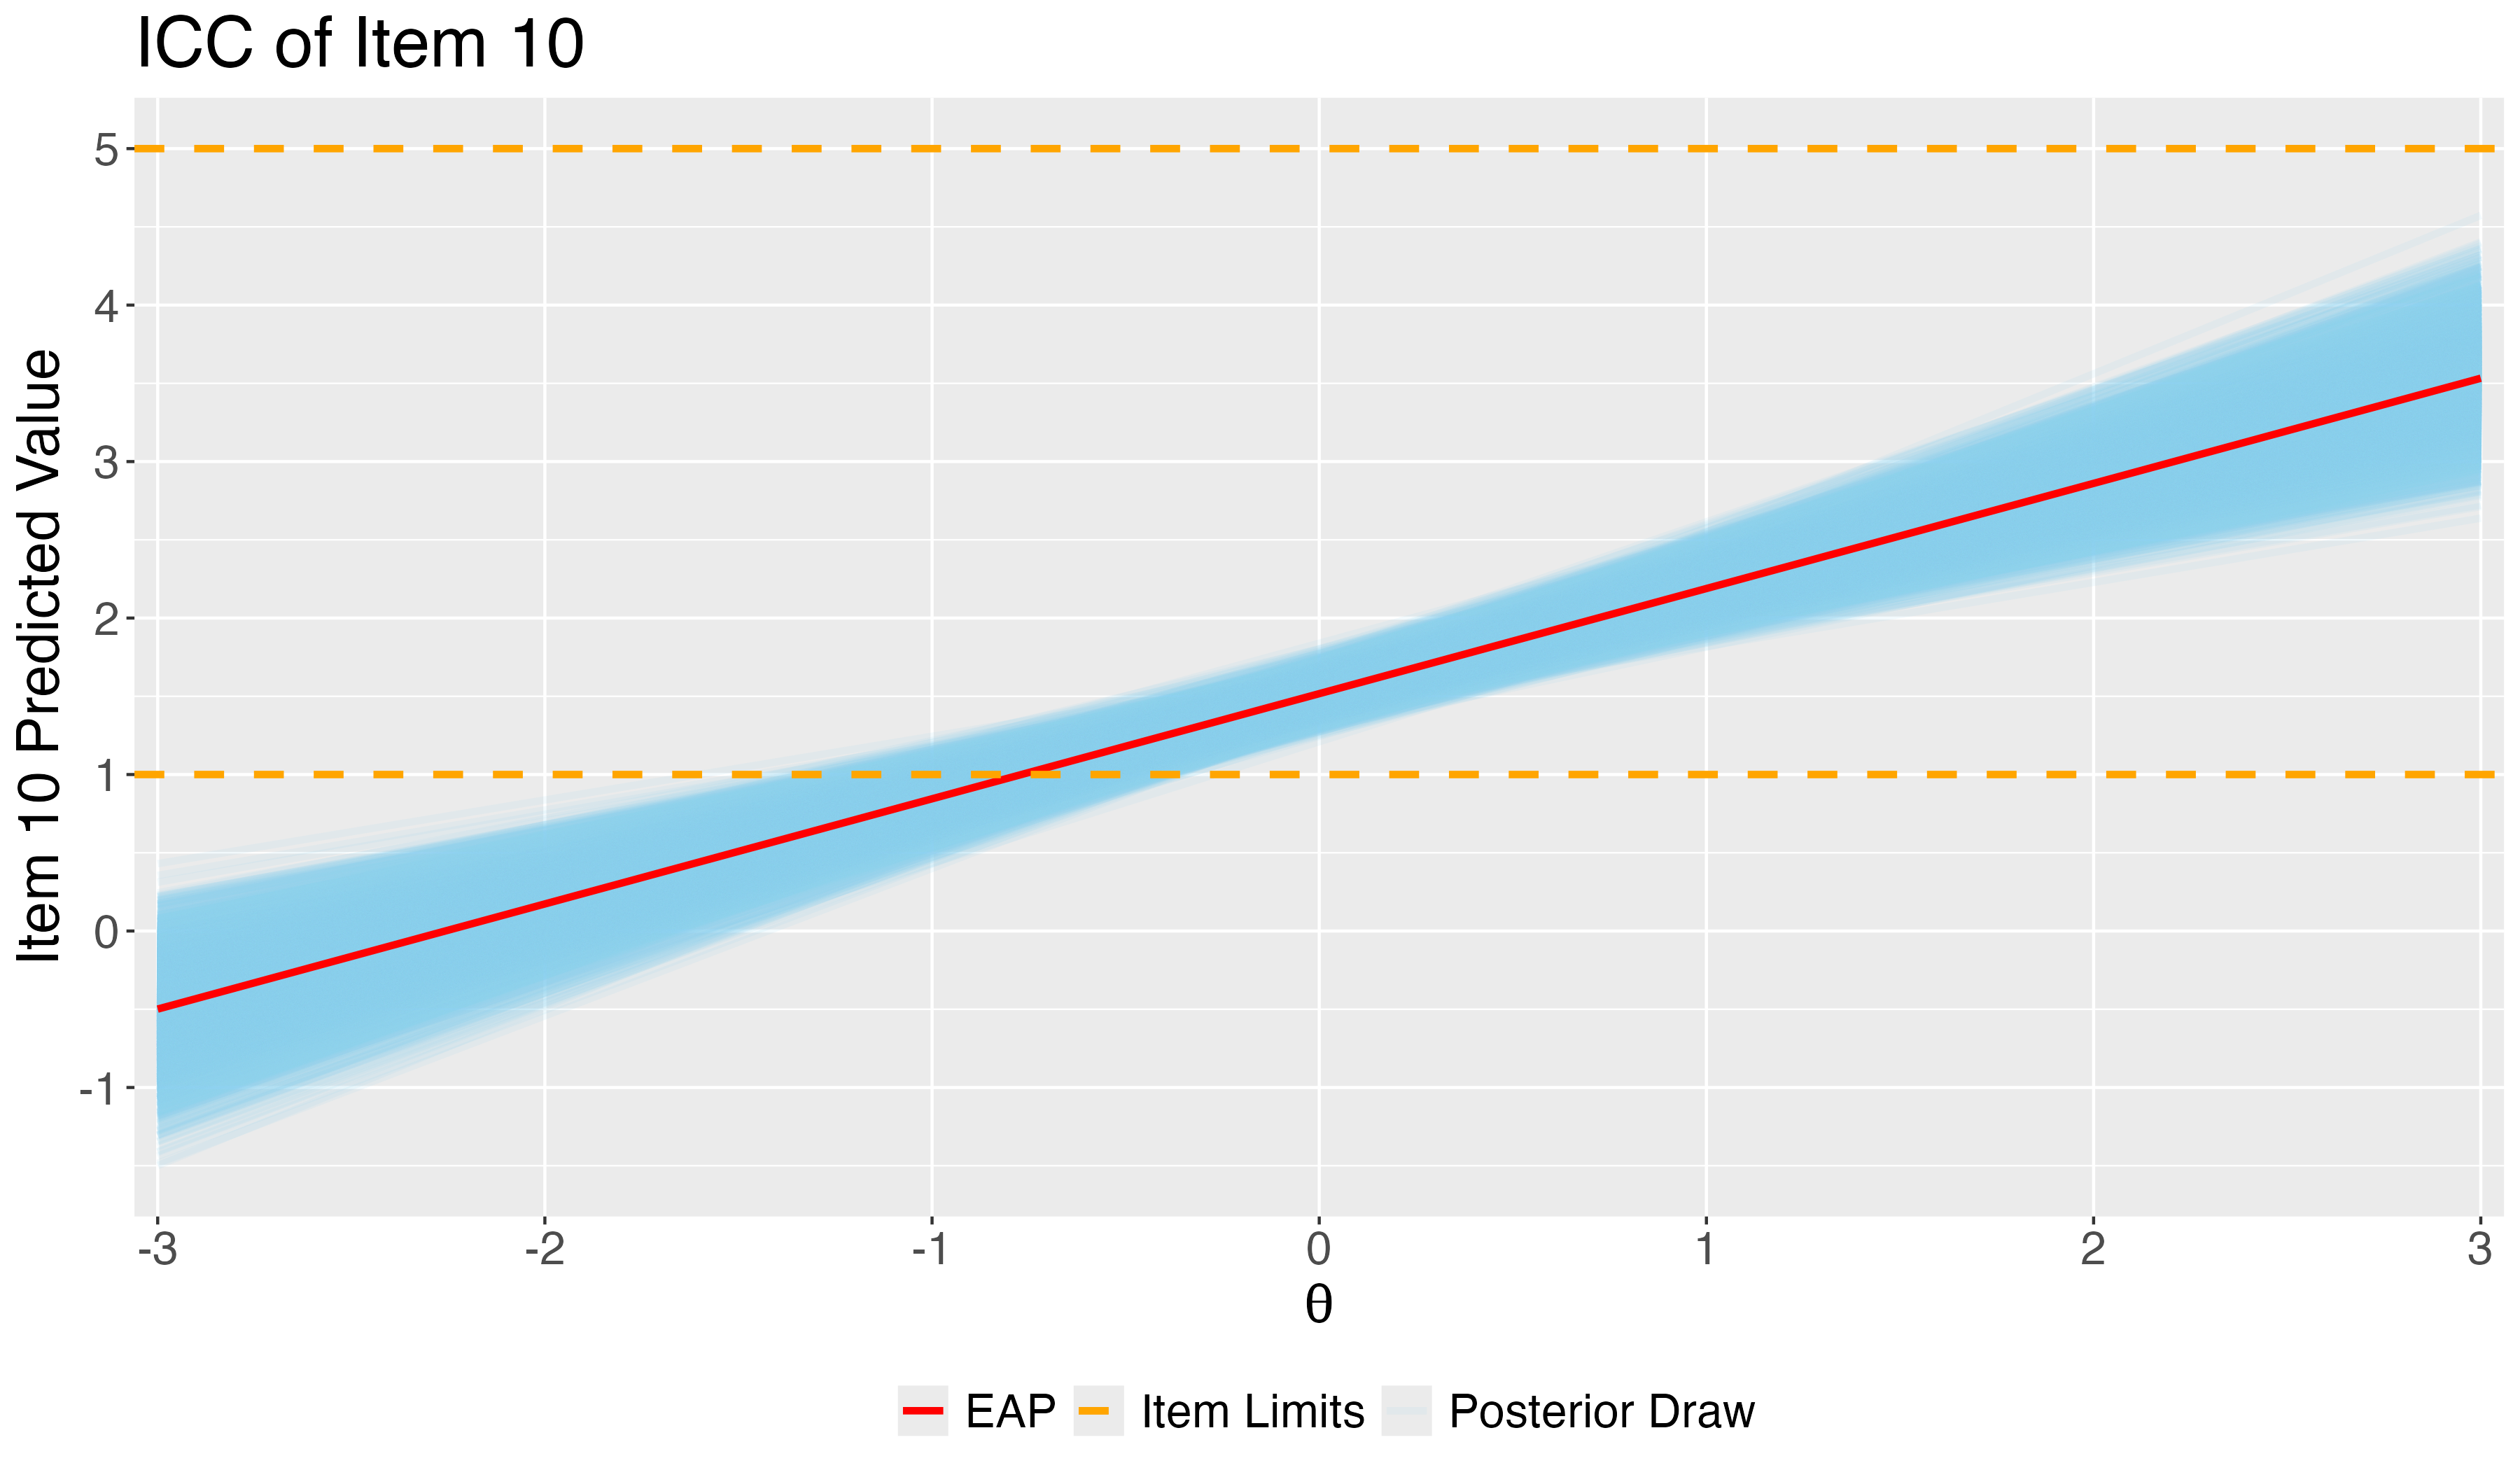 ICC of Item 10
Item 10 Predicted Value
5
4
3
2
1
0
-1
-3 -2 -1 0 1 2 3
θ
EAP Item Limits Posterior Draw